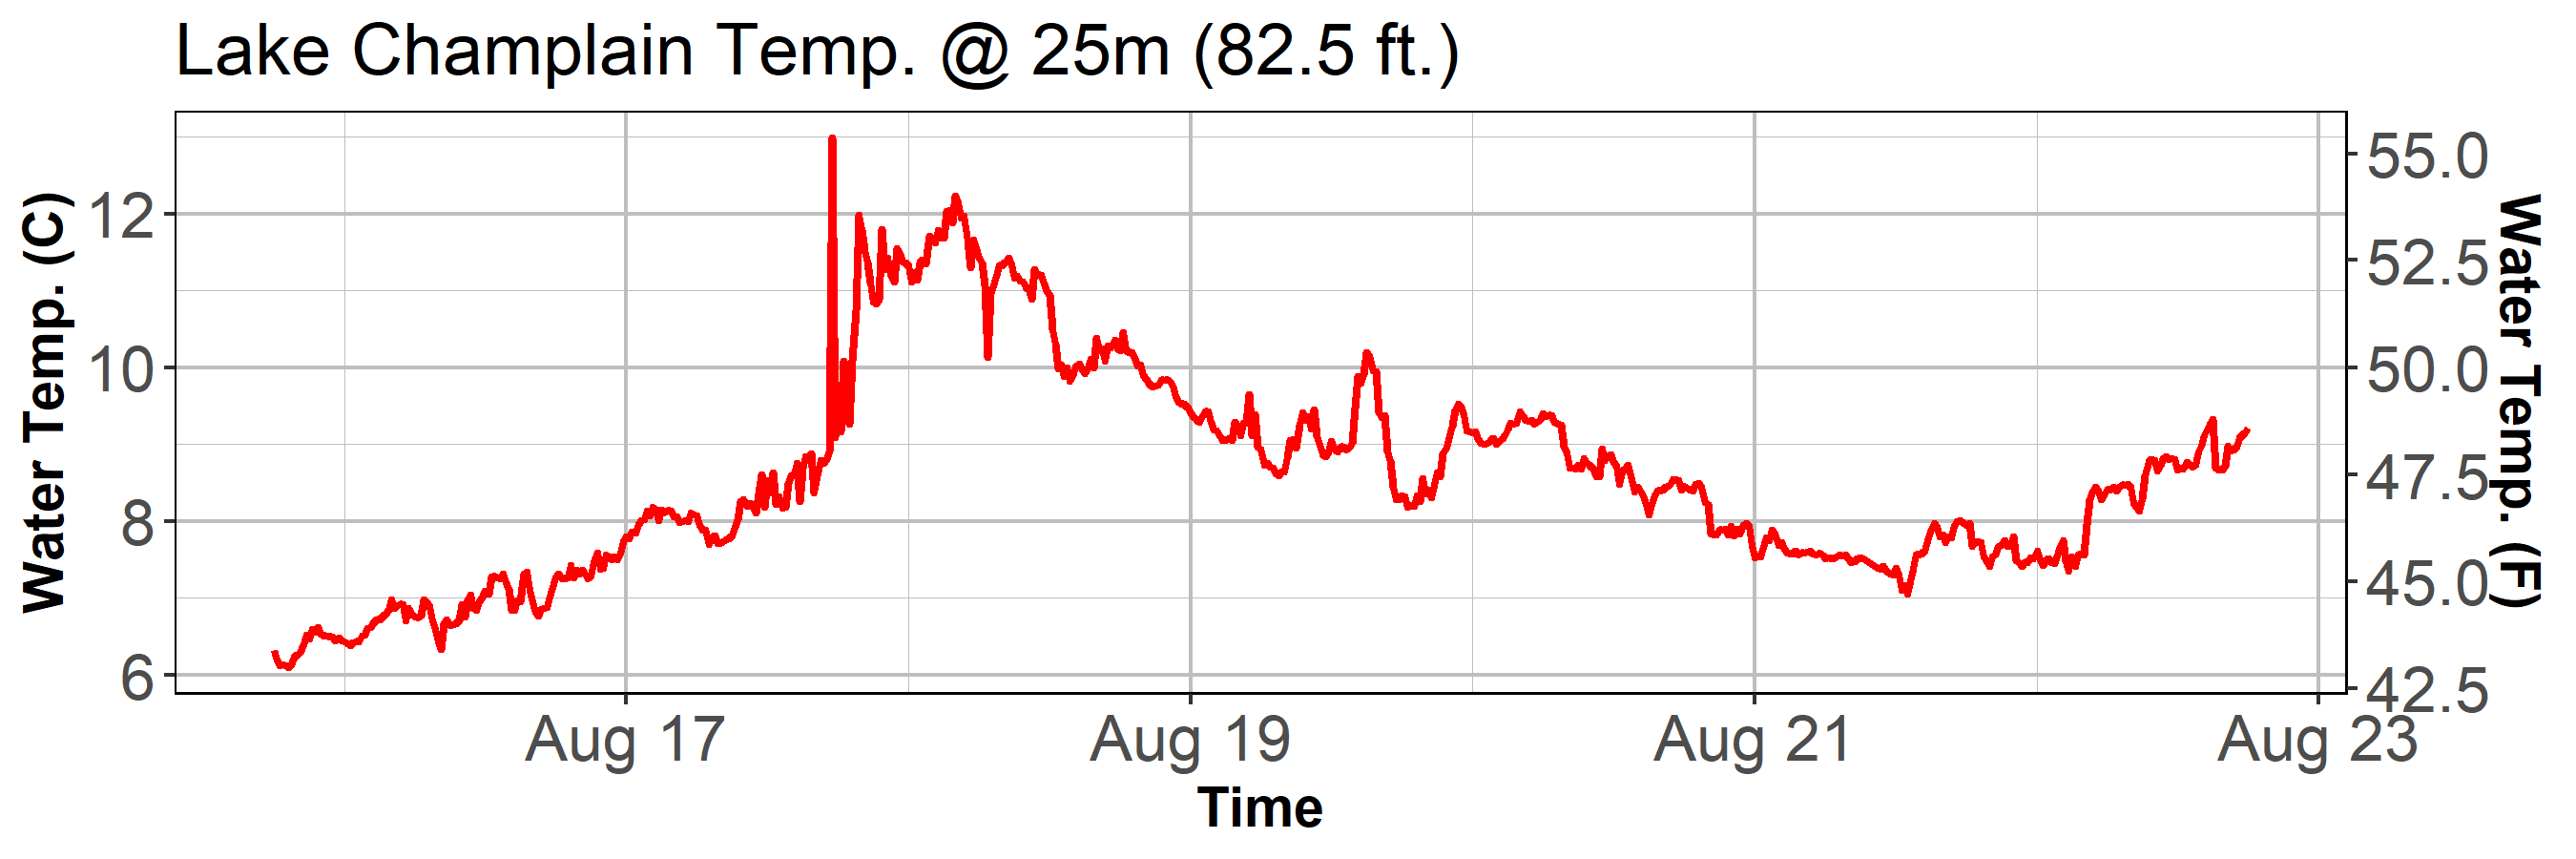 Lake Champlain Temp. @ 25m (82.5 ft.)
Water Temp. (C)
12
10
8
6
55.0
52.5
50.0
47.5
45.0
42.5
Water Temp. (F)
Aug 17 Aug 19 Aug 21 Aug 23
Time